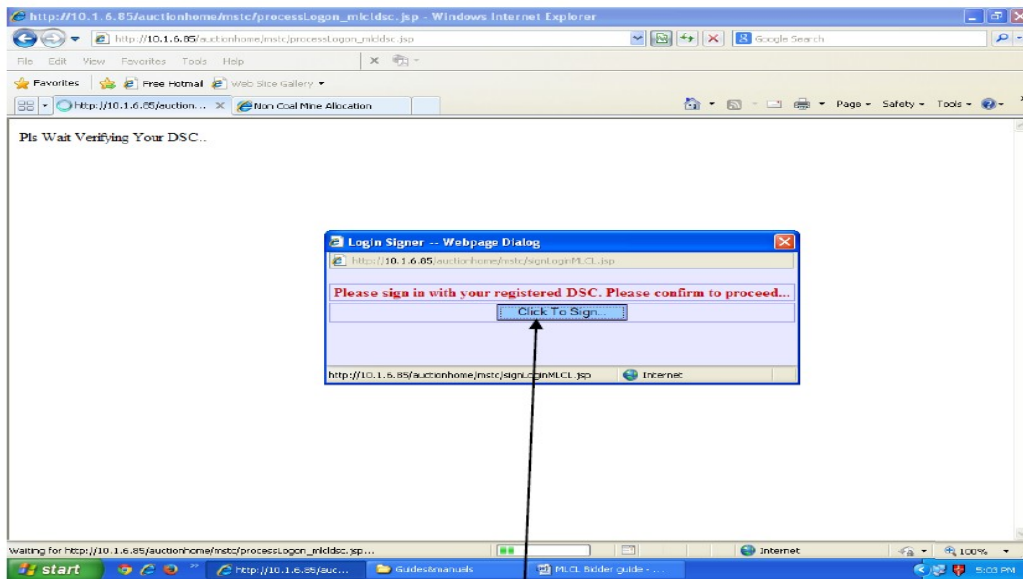 http://10.1.6.85/auctionhome/mstc/processLogon_mlcldsc.jsp - Windows Internet Explorer
http://10.1.6.85/auctionhome/mstc/processLogon_mlcldsc.jsp
Google Search
File Edit View Favorites Tools Help
Favorites Free Hotmail Web Slice Gallery
http://10.1.6.85/auction... Non Coal Mine Allocation
Page Safety Tools
Pls Wait Verifying Your DSC..
Login Signer -- Webpage Dialog
http://10.1.6.85/auctionhome/mstc/signLoginMLCL.jsp
Please sign in with your registered DSC. Please confirm to proceed...
Click To Sign...
http://10.1.6.85/auctionhome/mstc/signLoginMLCL.jsp Internet
Waiting for http://10.1.6.85/auctionhome/mstc/processLogon_mlcldsc.jsp... Internet 100%
start http://10.1.6.85/auc... Guides&manuals MLCL Bidder guide - ... 5:03 PM